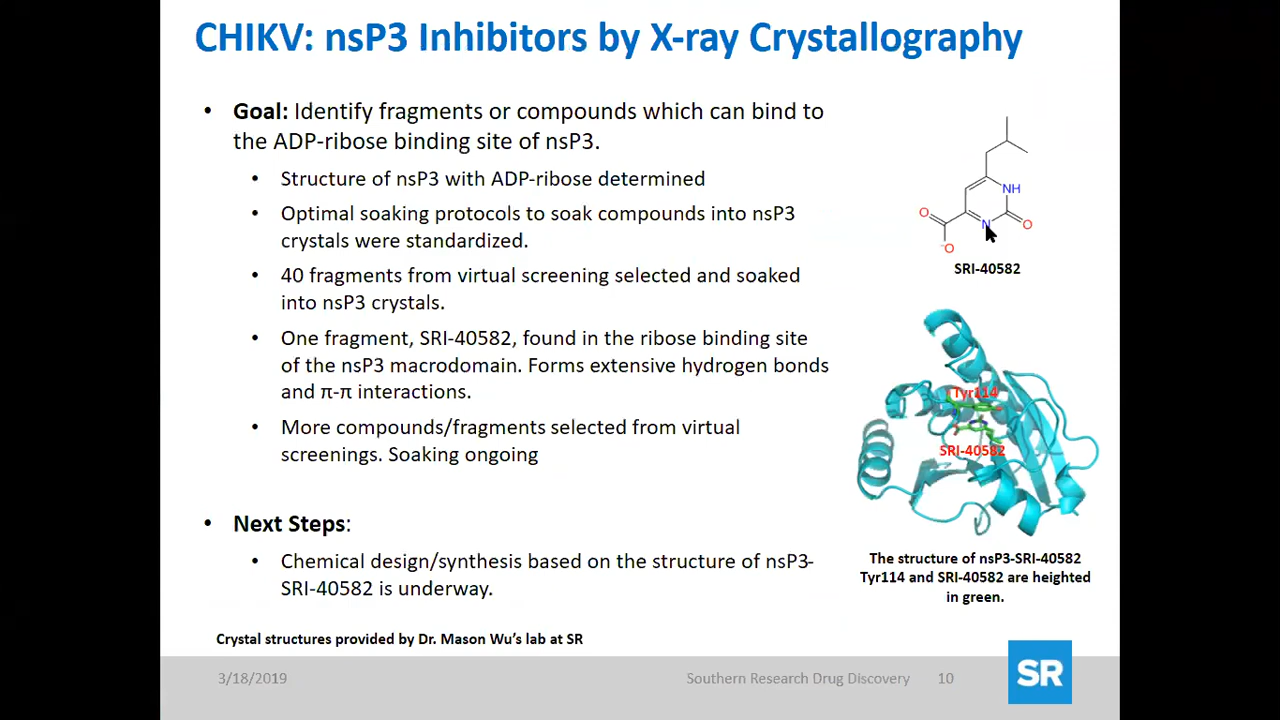 CHIKV: nsP3 Inhibitors by X-ray Crystallography
• Goal: Identify fragments or compounds which can bind to
the ADP-ribose binding site of nsP3.
• Structure of nsP3 with ADP-ribose determined
• Optimal soaking protocols to soak compounds into nsP3
crystals were standardized.
• 40 fragments from virtual screening selected and soaked
into nsP3 crystals.
• One fragment, SRI-40582, found in the ribose binding site
of the nsP3 macrodomain. Forms extensive hydrogen bonds
and π-π interactions.
• More compounds/fragments selected from virtual
screenings. Soaking ongoing
• Next Steps:
• Chemical design/synthesis based on the structure of nsP3-
SRI-40582 is underway.
Crystal structures provided by Dr. Mason Wu's lab at SR
NH
O
N
O
⁻O
SRI-40582
Tyr114
SRI-40582
The structure of nsP3-SRI-40582
Tyr114 and SRI-40582 are heighted
in green.
3/18/2019
Southern Research Drug Discovery
10
SR